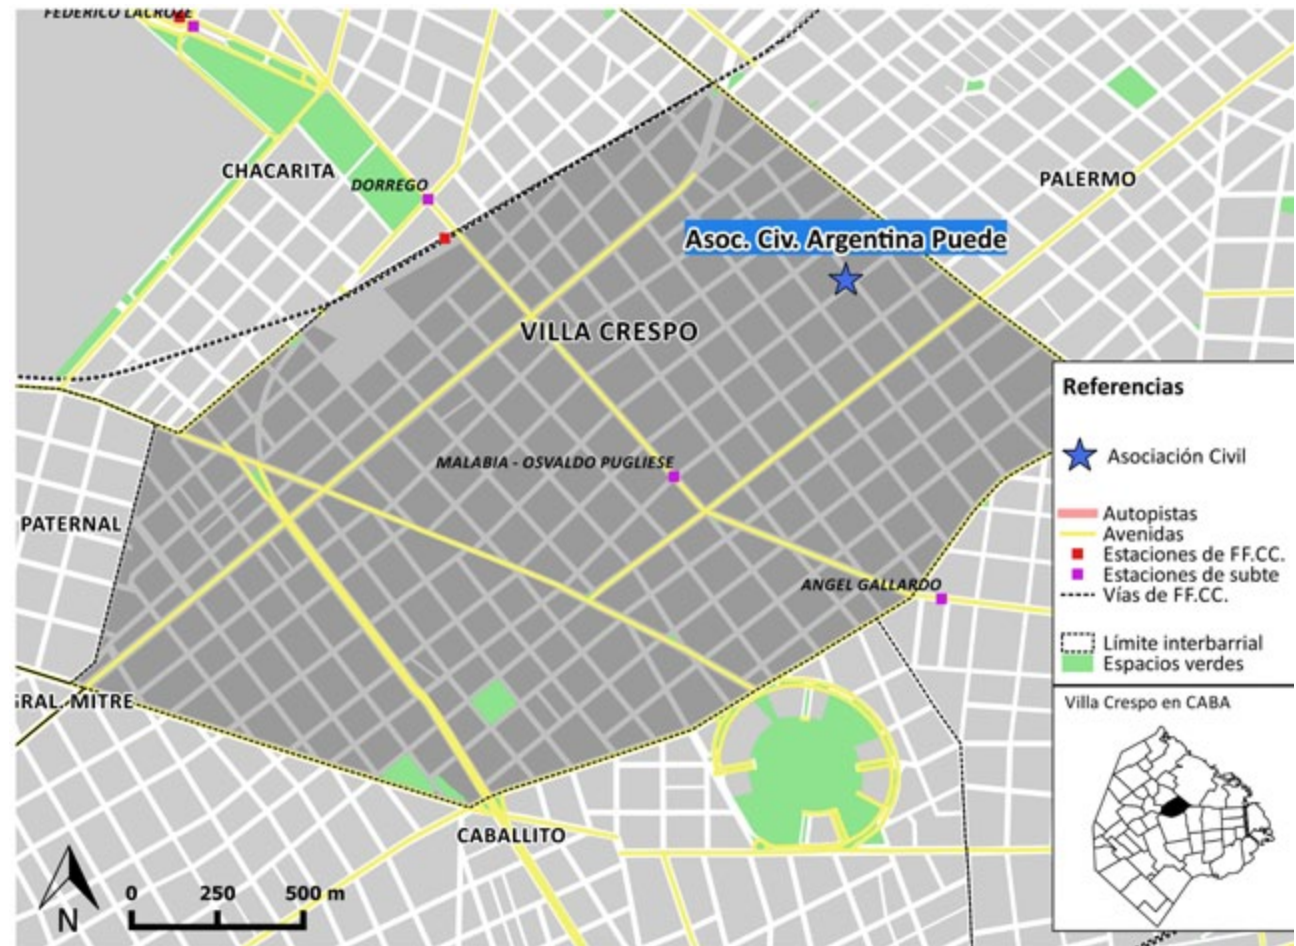 FEDERICO LACROZE
CHACARITA
DORREGO
PALERMO
Asoc. Civ. Argentina Puede
VILLA CRESPO
MALABIA - OSVALDO PUGLIESE
PATERNAL
ANGEL GALLARDO
GRAL. MITRE
CABALLITO
N
0 250 500 m
Referencias
Asociación Civil
Autopistas
Avenidas
Estaciones de FF.CC.
Estaciones de subte
Vías de FF.CC.
Límite interbarrial
Espacios verdes
Villa Crespo en CABA